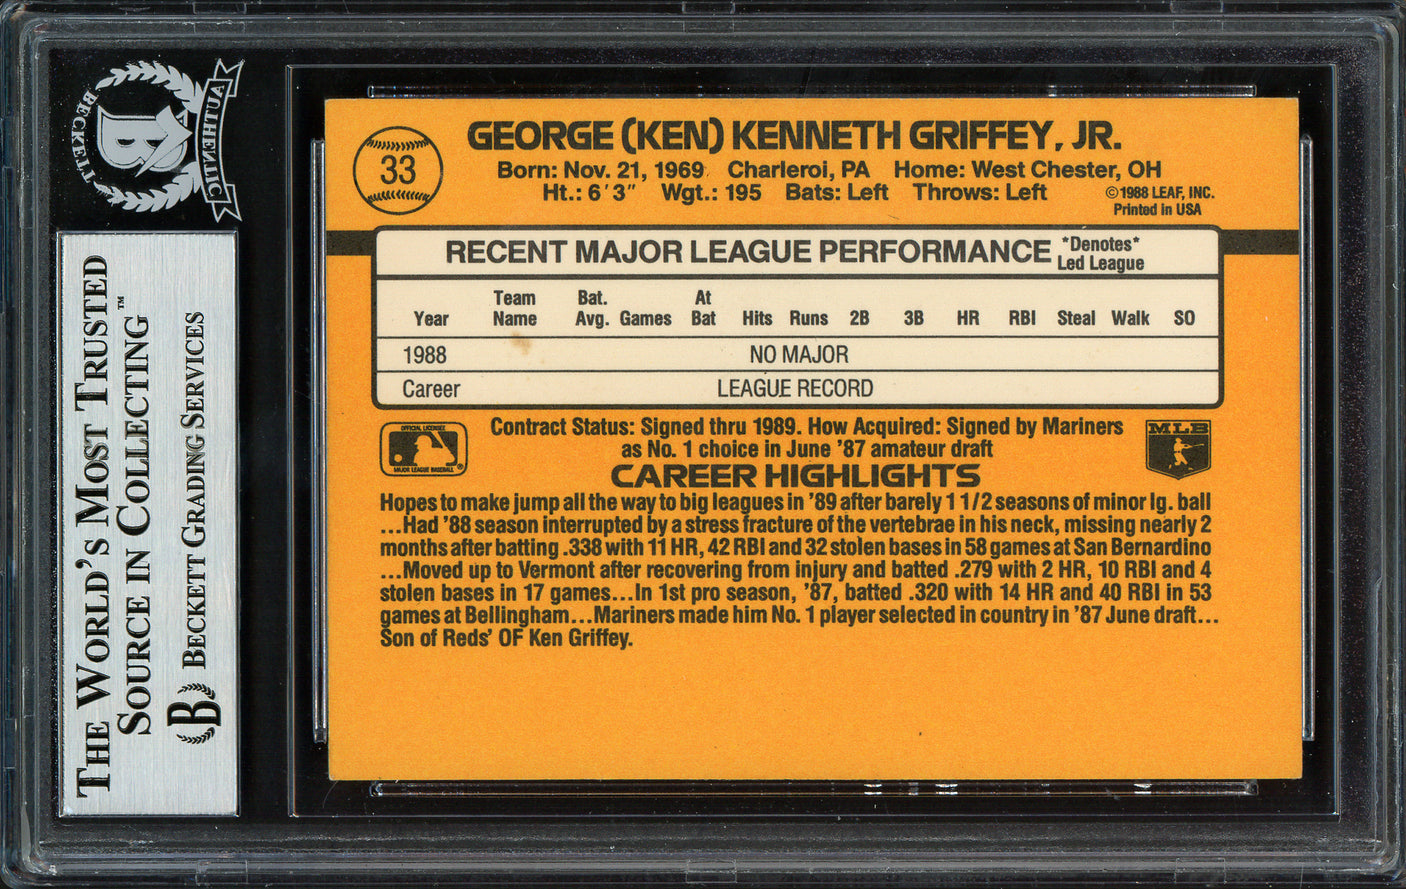 BECKETT
AUTHENTIC
B
THE WORLD'S MOST TRUSTED
SOURCE IN COLLECTING™
B BECKETT GRADING SERVICES
33
GEORGE (KEN) KENNETH GRIFFEY, JR.
Born: Nov. 21, 1969 Charleroi, PA Home: West Chester, OH
Ht.: 6'3" Wgt.: 195 Bats: Left Throws: Left
©1988 LEAF, INC.
Printed in USA
RECENT MAJOR LEAGUE PERFORMANCE
*Denotes*
Led League
Year Team Name Bat. Avg. Games At Bat Hits Runs 2B 3B HR RBI Steal Walk SO
1988 NO MAJOR
Career LEAGUE RECORD
OFFICIAL LICENSEE
MAJOR LEAGUE BASEBALL®
Contract Status: Signed thru 1989. How Acquired: Signed by Mariners
as No. 1 choice in June '87 amateur draft
MLB
CAREER HIGHLIGHTS
Hopes to make jump all the way to big leagues in '89 after barely 1 1/2 seasons of minor lg. ball
...Had '88 season interrupted by a stress fracture of the vertebrae in his neck, missing nearly 2
months after batting .338 with 11 HR, 42 RBI and 32 stolen bases in 58 games at San Bernardino
...Moved up to Vermont after recovering from injury and batted .279 with 2 HR, 10 RBI and 4
stolen bases in 17 games...In 1st pro season, '87, batted .320 with 14 HR and 40 RBI in 53
games at Bellingham...Mariners made him No. 1 player selected in country in '87 June draft...
Son of Reds' OF Ken Griffey.